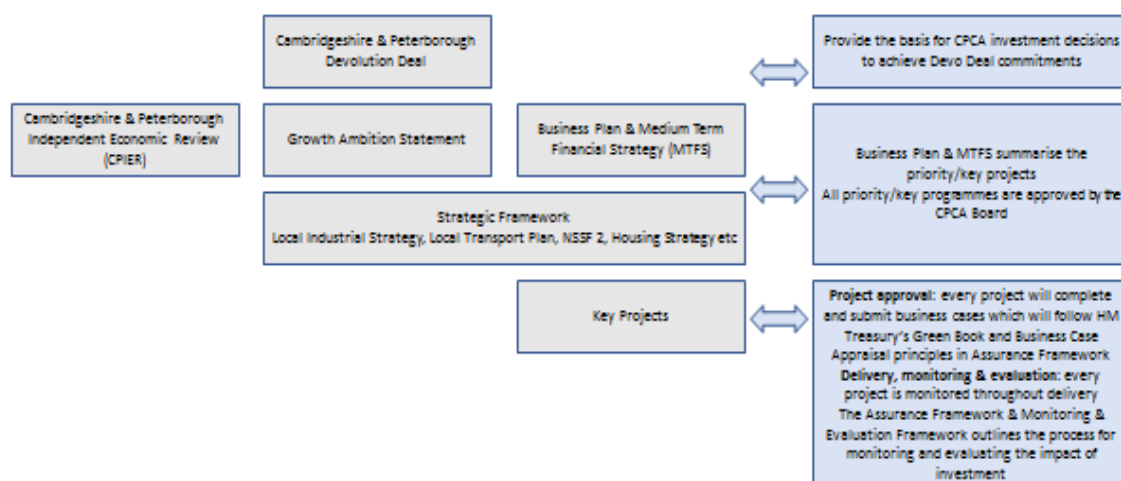 Cambridgeshire & Peterborough
Devolution Deal
Provide the basis for CPCA investment decisions
to achieve Devo Deal commitments
Cambridgeshire & Peterborough
Independent Economic Review
(CPIER)
Growth Ambition Statement
Business Plan & Medium Term
Financial Strategy (MTFS)
Business Plan & MTFS summarise the
priority/key projects
All priority/key programmes are approved by the
CPCA Board
Strategic Framework
Local Industrial Strategy, Local Transport Plan, NSSF 2, Housing Strategy etc
Key Projects
Project approval: every project will complete
and submit business cases which will follow HM
Treasury's Green Book and Business Case
Appraisal principles in Assurance Framework
Delivery, monitoring & evaluation: every
project is monitored throughout delivery
The Assurance Framework & Monitoring &
Evaluation Framework outlines the process for
monitoring and evaluating the impact of
investment